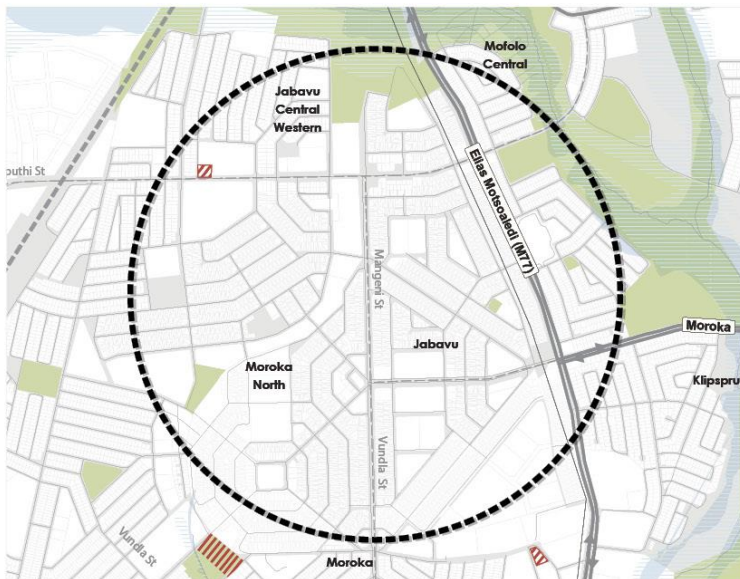 Mofolo
Central
Jabavu
Central
Western
outhi St
Elias Motsoaledi (M77)
Mangeni St
Moroka
Jabavu
Moroka
North
Klipspru
Vundla St
Vundla St
Moroka